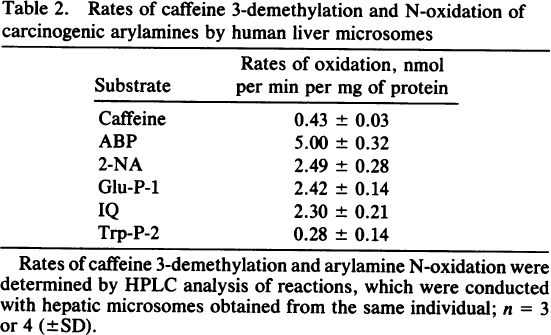 Table 2. Rates of caffeine 3-demethylation and N-oxidation of
carcinogenic arylamines by human liver microsomes
Rates of oxidation, nmol
Substrate per min per mg of protein
Caffeine 0.43 ± 0.03
ABP 5.00 ± 0.32
2-NA 2.49 ± 0.28
Glu-P-1 2.42 ± 0.14
IQ 2.30 ± 0.21
Trp-P-2 0.28 ± 0.14
Rates of caffeine 3-demethylation and arylamine N-oxidation were
determined by HPLC analysis of reactions, which were conducted
with hepatic microsomes obtained from the same individual; n = 3
or 4 (±SD).